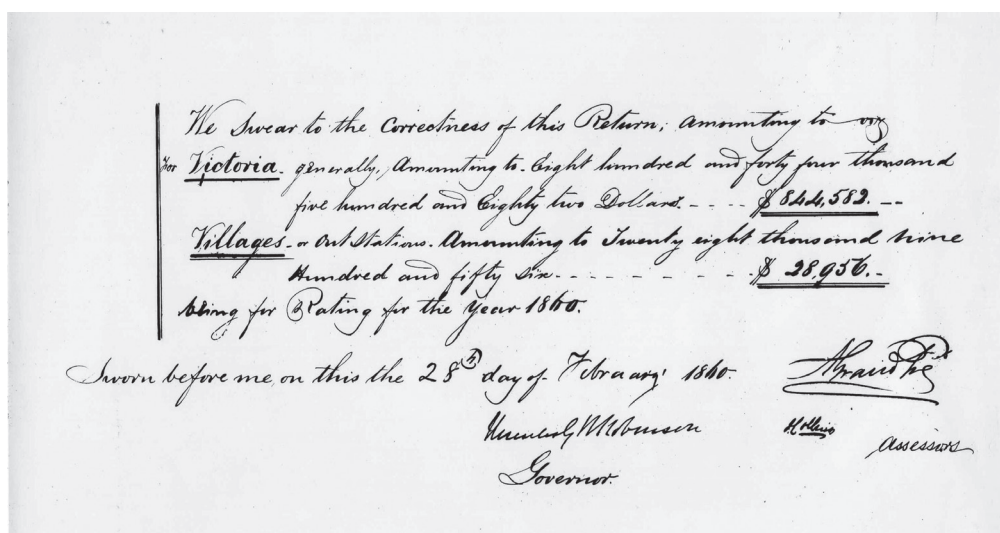 We Swear to the Correctness of this Return, Amounting to viz
For Victoria. generally, Amounting to. Eight hundred and forty four thousand
five hundred and Eighty two Dollars. - - - - $ 844,582. --
Villages - or Out Stations. Amounting to Twenty eight thousand nine
Hundred and fifty Six - - - - - - - - - $ 28,956. -
being for Rating for the Year 1860.
Sworn before me, on this the 28th day of February 1860.
Robinson
Assessors
Governor.